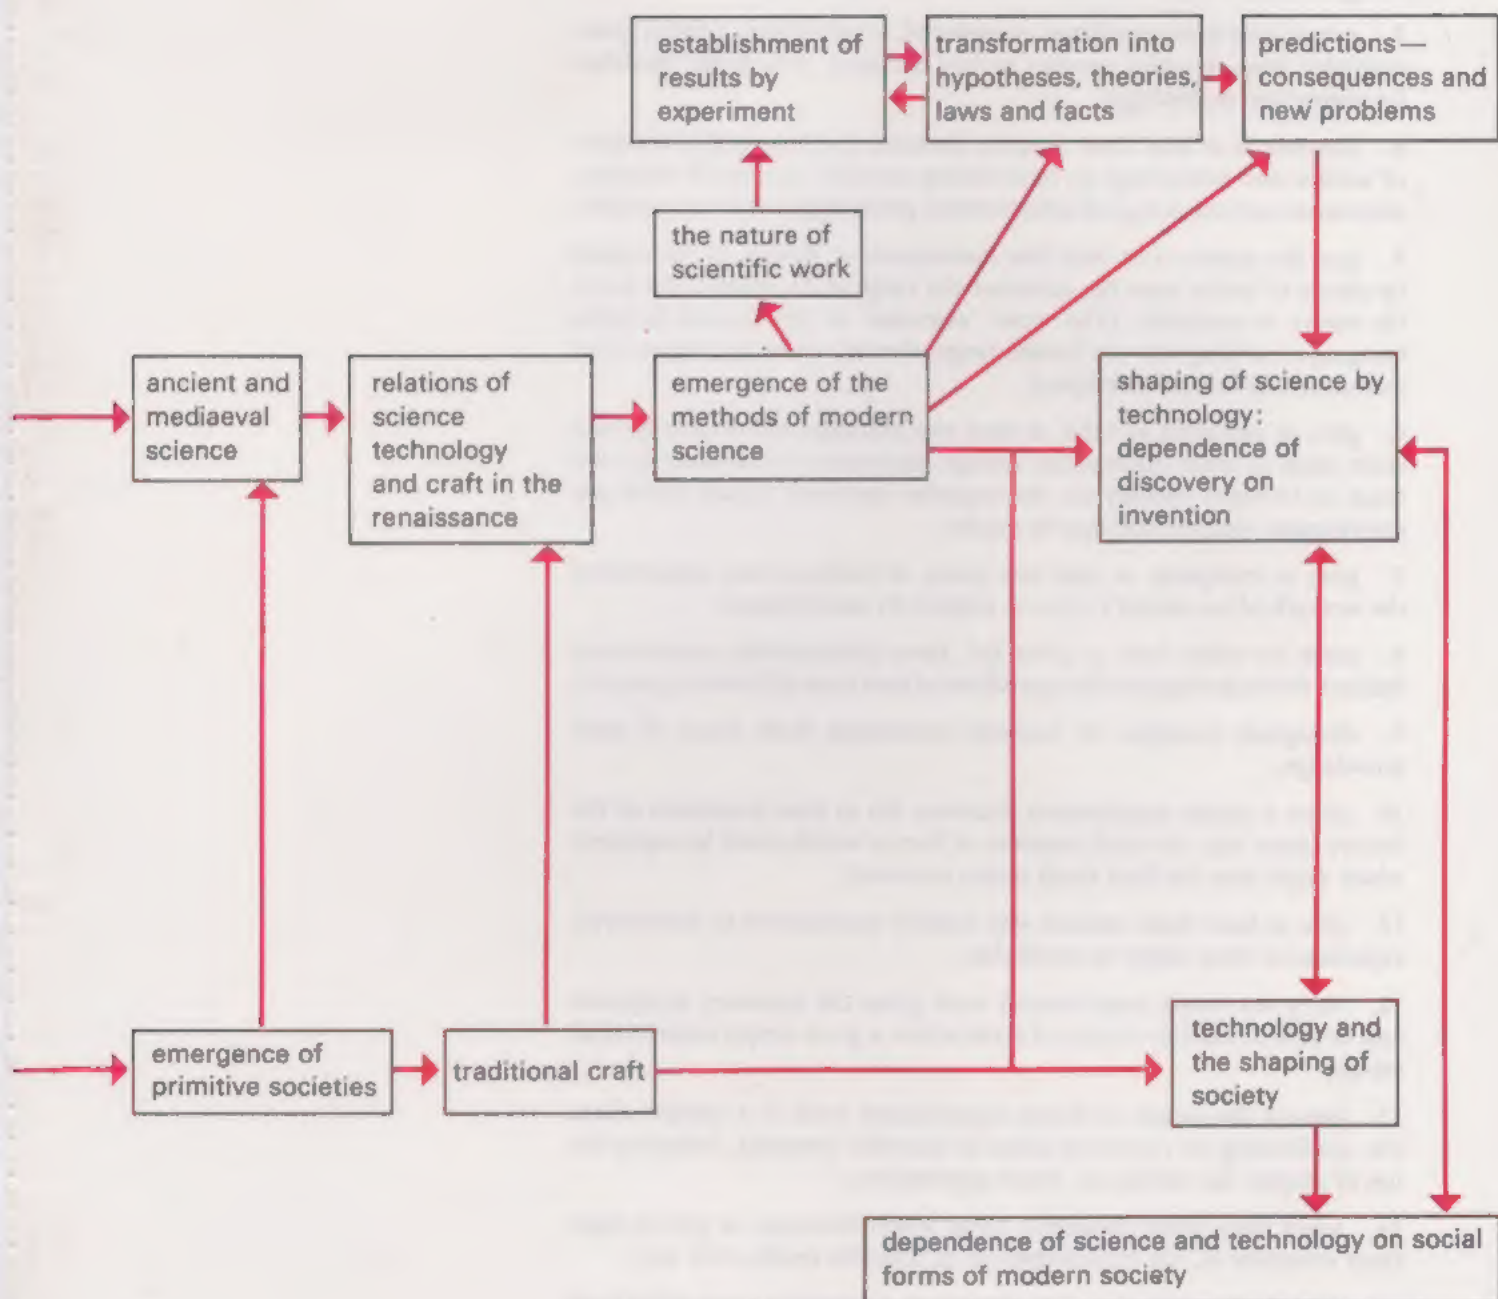 establishment of
results by
experiment
transformation into
hypotheses, theories,
laws and facts
predictions—
consequences and
new problems
the nature of
scientific work
ancient and
mediaeval
science
relations of
science
technology
and craft in the
renaissance
emergence of the
methods of modern
science
shaping of science by
technology:
dependence of
discovery on
invention
emergence of
primitive societies
traditional craft
technology and
the shaping of
society
dependence of science and technology on social
forms of modern society